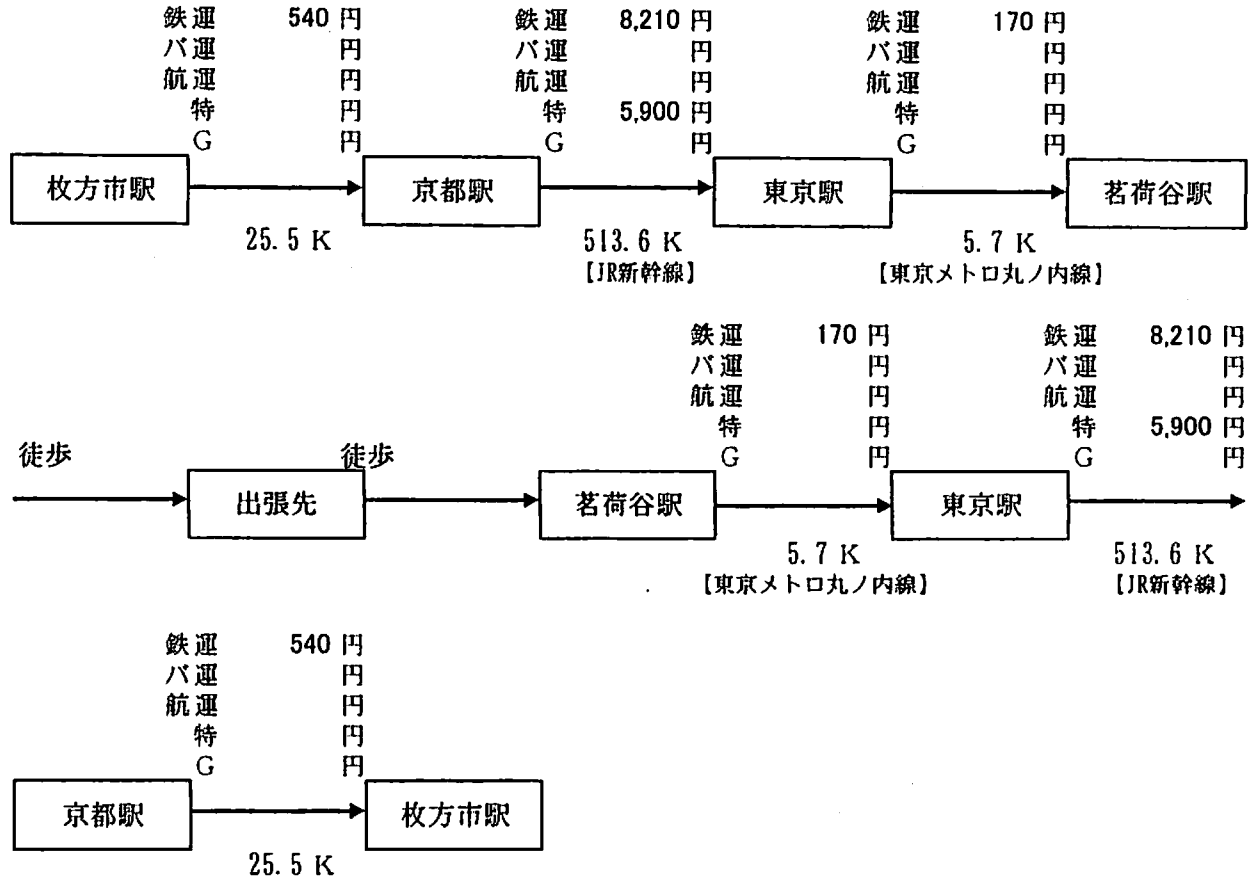 鉄運 540 円 鉄運 8,210 円 鉄運 170 円
バ運 円 バ運 円 バ運 円
航運 円 航運 円 航運 円
特 円 特 5,900 円 特 円
G 円 G 円 G 円
枚方市駅 京都駅 東京駅 茗荷谷駅
25.5 K 513.6 K 5.7 K
【JR新幹線】 【東京メトロ丸ノ内線】
鉄運 170 円 鉄運 8,210 円
バ運 円 バ運 円
航運 円 航運 円
特 円 特 5,900 円
G 円 G 円
徒歩 徒歩
出張先 茗荷谷駅 東京駅
5.7 K 513.6 K
【東京メトロ丸ノ内線】 【JR新幹線】
鉄運 540 円
バ運 円
航運 円
特 円
G 円
京都駅 枚方市駅
25.5 K